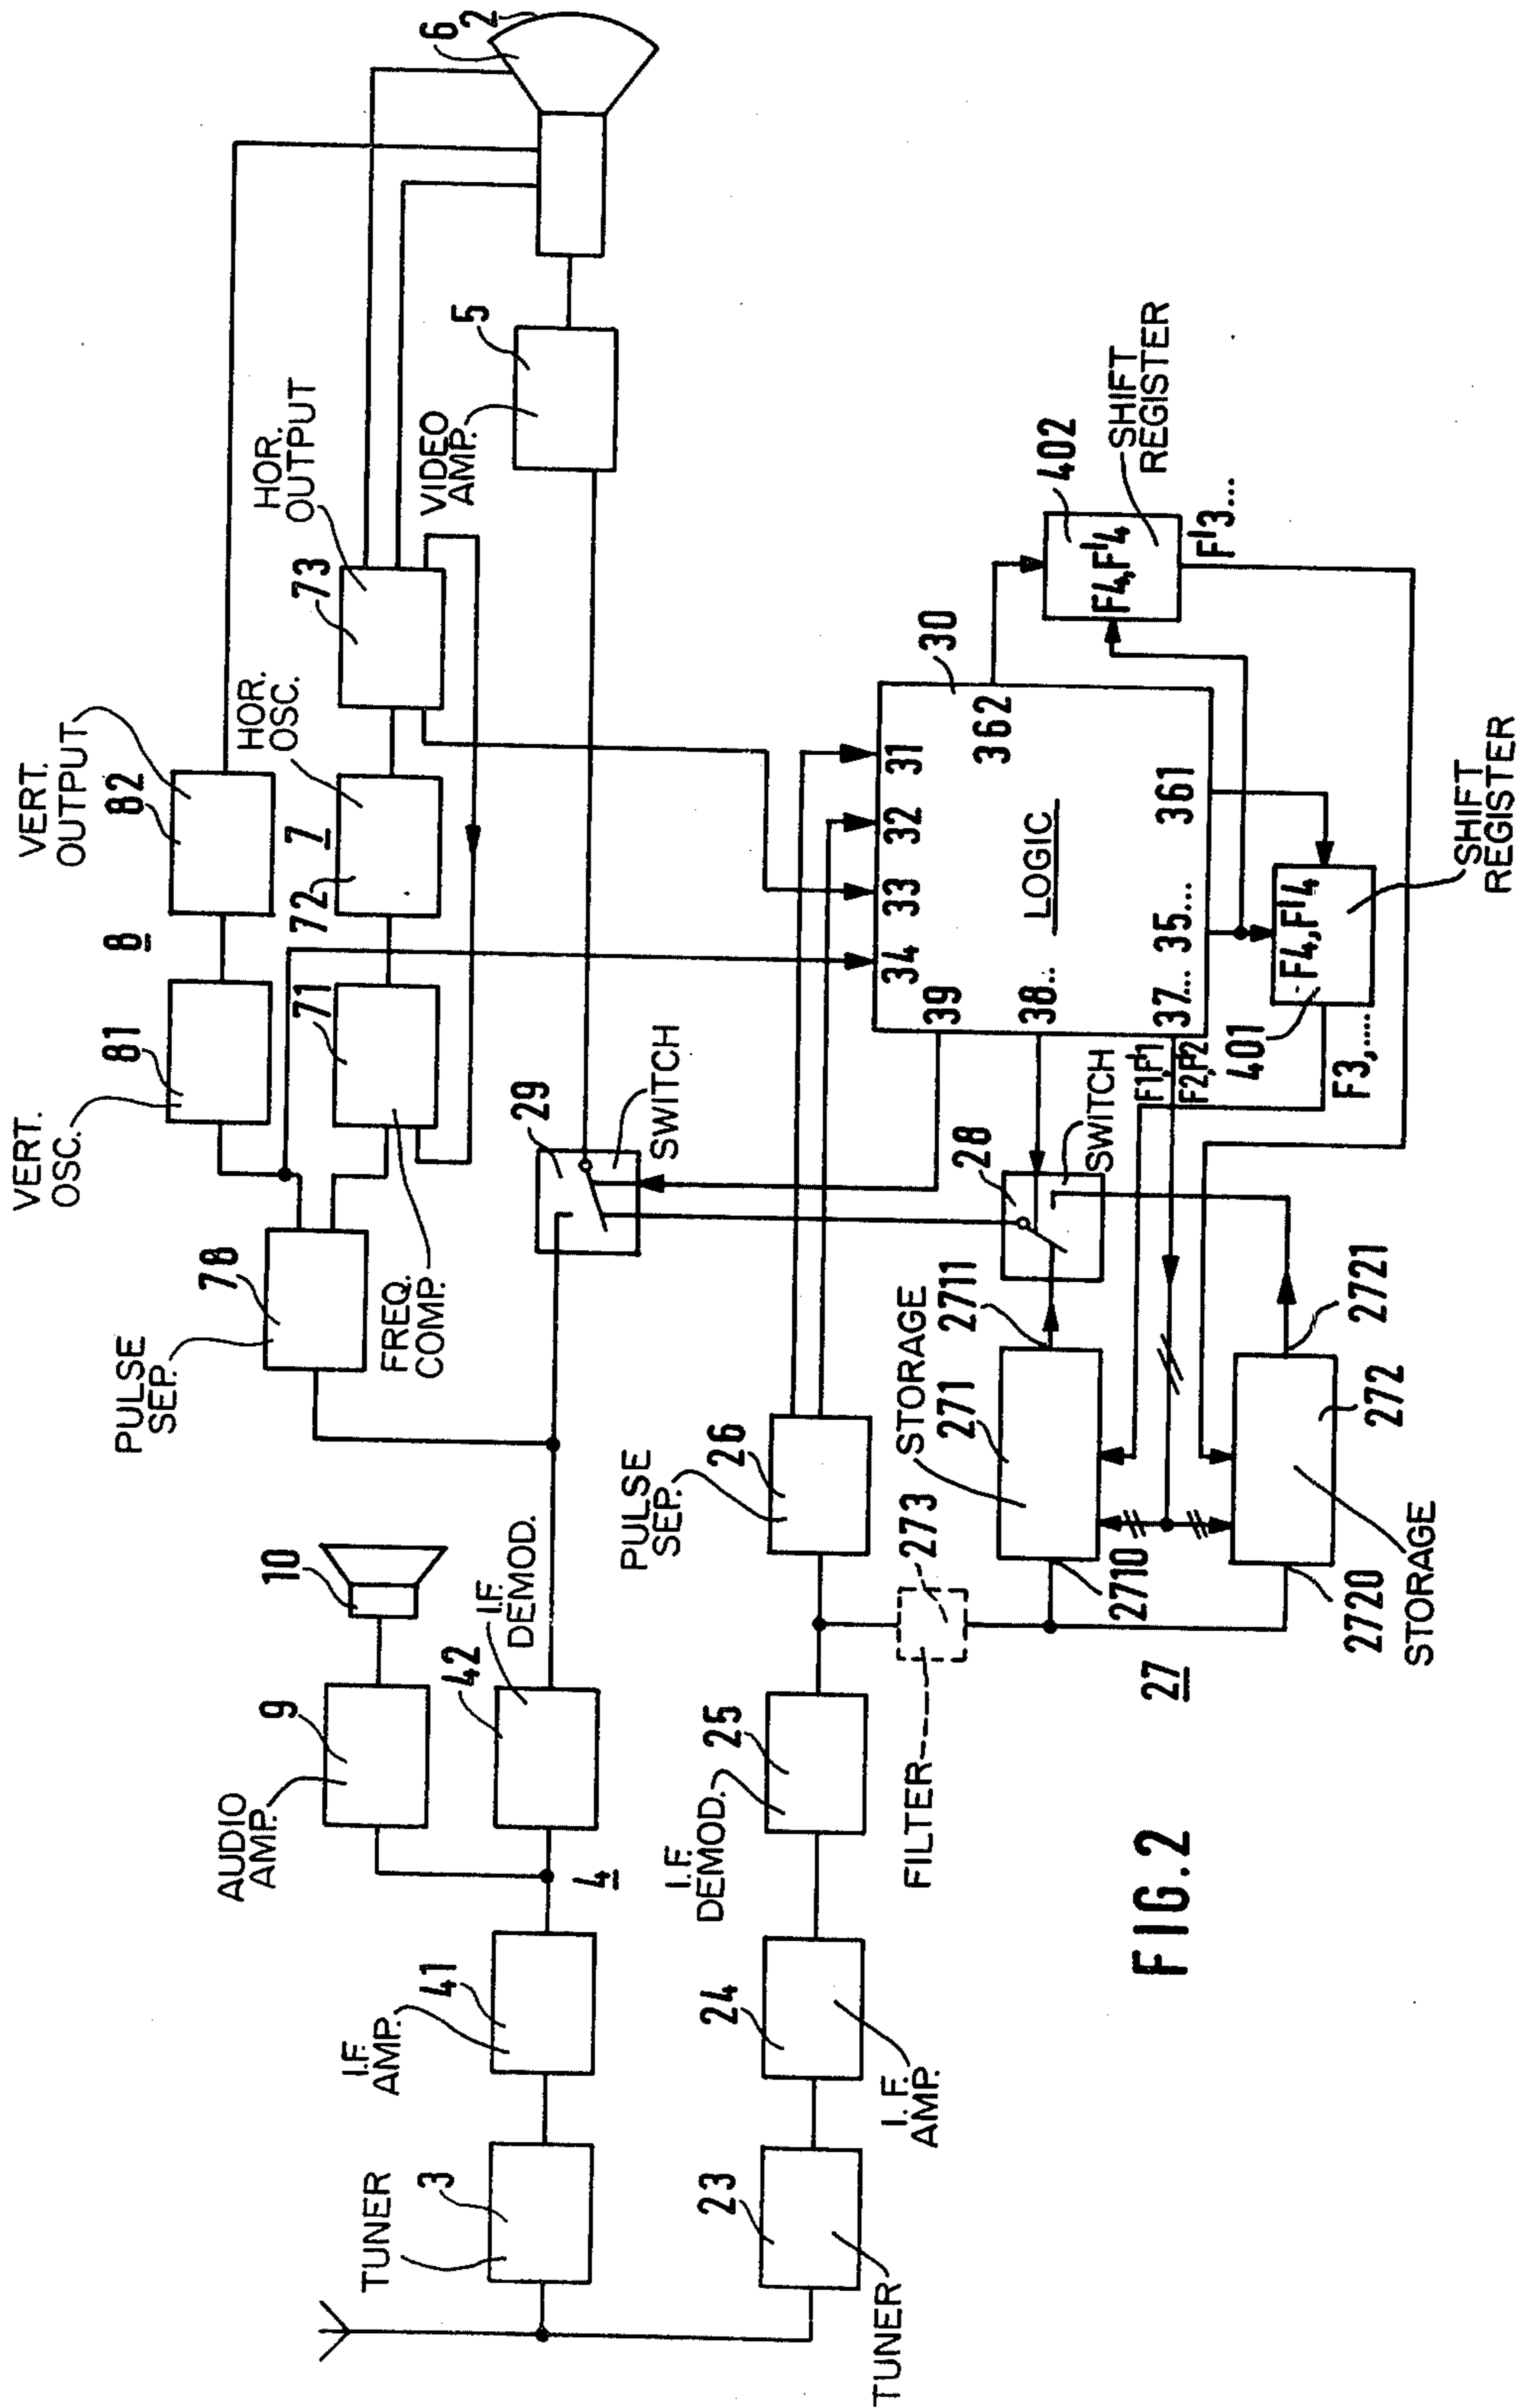 VERT.
OSC.
81
8
VERT.
OUTPUT
82
PULSE
SEP.
78
71
72
7
HOR.
OSC.
73
HOR.
OUTPUT
FREQ.
COMP.
AUDIO
AMP.
9
10
VIDEO
AMP.
5
6
2
TUNER
3
I.F.
AMP.
41
4
42
I.F.
DEMOD.
29
SWITCH
23
TUNER
24
I.F.
AMP.
I.F.
DEMOD.
25
PULSE
SEP.
26
FILTER
273
STORAGE
271
2710
2711
28
SWITCH
34
33
32
31
30
39
38..
LOGIC
362
37...
35...
361
F1,F'1
F2,F'2
402
F4,F'4
SHIFT
REGISTER
F'3...
401
F4,F'4
F3,....
SHIFT
REGISTER
27
2720
272
2721
STORAGE
FIG.2